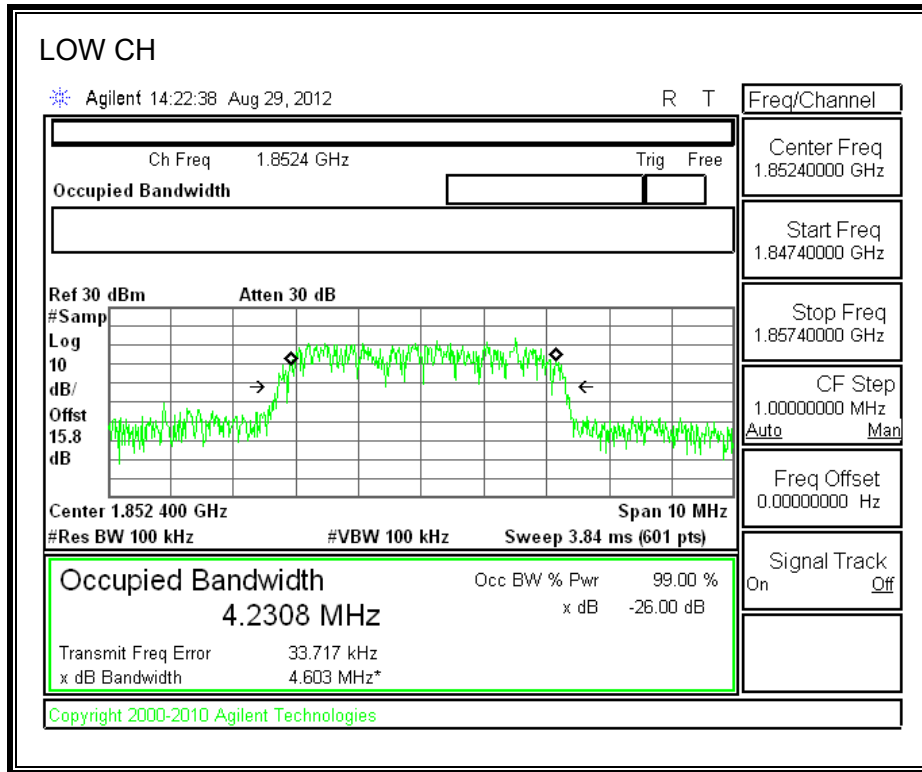 LOW CH
Agilent 14:22:38 Aug 29, 2012 R T
Freq/Channel
Ch Freq 1.8524 GHz Trig Free
Occupied Bandwidth
Center Freq
1.85240000 GHz
Start Freq
1.84740000 GHz
Stop Freq
1.85740000 GHz
CF Step
1.00000000 MHz
Auto Man
Freq Offset
0.00000000 Hz
Signal Track
On Off
Ref 30 dBm Atten 30 dB
#Samp
Log
10
dB/
Offst
15.8
dB
Center 1.852 400 GHz Span 10 MHz
#Res BW 100 kHz #VBW 100 kHz Sweep 3.84 ms (601 pts)
Occupied Bandwidth Occ BW % Pwr 99.00 %
4.2308 MHz x dB -26.00 dB
Transmit Freq Error 33.717 kHz
x dB Bandwidth 4.603 MHz*
Copyright 2000-2010 Agilent Technologies